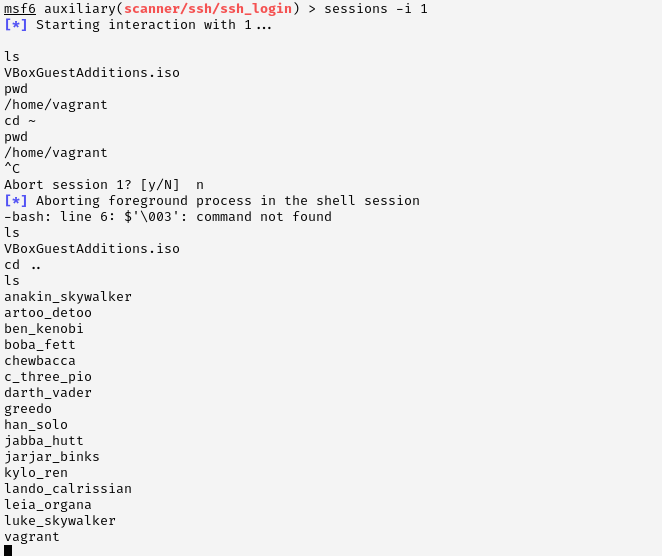 msf6 auxiliary(scanner/ssh/ssh_login) > sessions -i 1
[*] Starting interaction with 1...
ls
VBoxGuestAdditions.iso
pwd
/home/vagrant
cd ~
pwd
/home/vagrant
^C
Abort session 1? [y/N]  n
[*] Aborting foreground process in the shell session
-bash: line 6: $'\003': command not found
ls
VBoxGuestAdditions.iso
cd ..
ls
anakin_skywalker
artoo_detoo
ben_kenobi
boba_fett
chewbacca
c_three_pio
darth_vader
greedo
han_solo
jabba_hutt
jarjar_binks
kylo_ren
lando_calrissian
leia_organa
luke_skywalker
vagrant